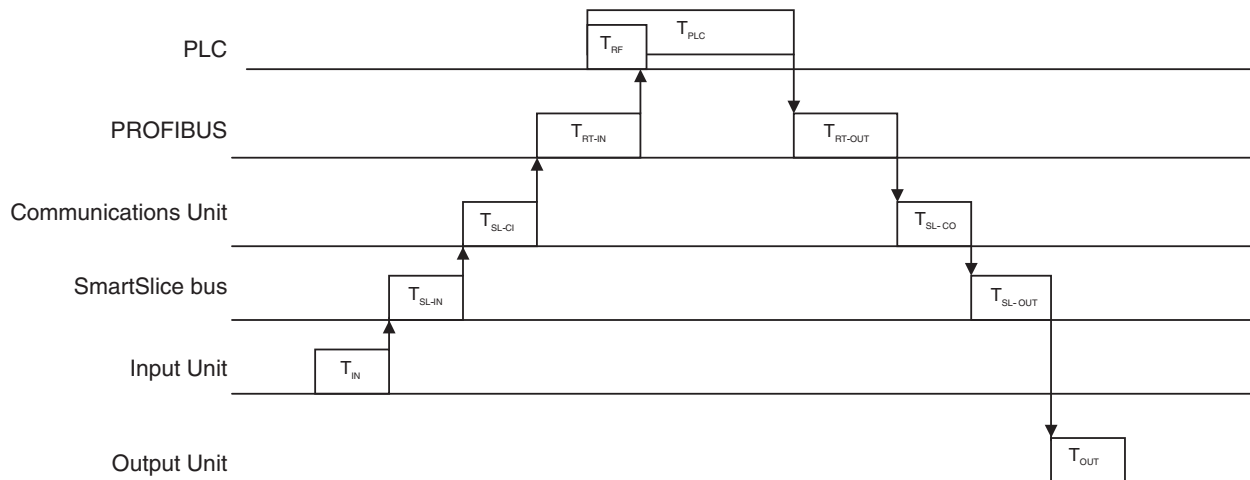 PLC
T_RF
T_PLC
PROFIBUS
T_RT-IN
T_RT-OUT
Communications Unit
T_SL-CI
T_SL-CO
SmartSlice bus
T_SL-IN
T_SL-OUT
Input Unit
T_IN
Output Unit
T_OUT